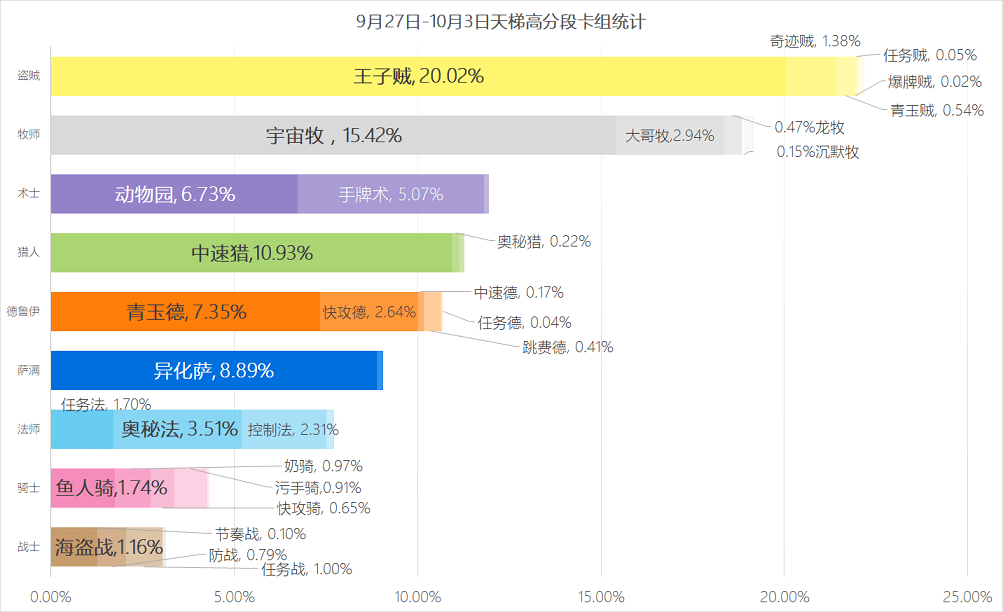 9月27日-10月3日天梯高分段卡组统计
奇迹贼, 1.38%
任务贼, 0.05%
盗贼
王子贼, 20.02%
爆牌贼, 0.02%
青玉贼, 0.54%
牧师
宇宙牧 , 15.42%
大哥牧,2.94%
0.47%龙牧
0.15%沉默牧
术士
动物园, 6.73%
手牌术, 5.07%
猎人
中速猎,10.93%
奥秘猎, 0.22%
中速德, 0.17%
德鲁伊
青玉德, 7.35%
快攻德, 2.64%
任务德, 0.04%
跳费德, 0.41%
萨满
异化萨, 8.89%
任务法, 1.70%
法师
奥秘法, 3.51%
控制法, 2.31%
奶骑, 0.97%
骑士
鱼人骑,1.74%
污手骑,0.91%
快攻骑, 0.65%
节奏战, 0.10%
战士
海盗战,1.16%
防战, 0.79%
任务战, 1.00%
0.00%
5.00%
10.00%
15.00%
20.00%
25.00%